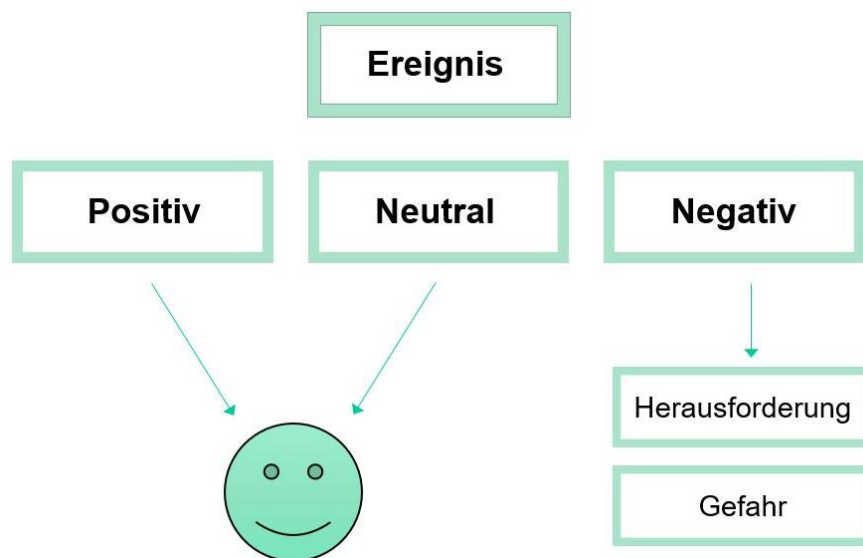 Ereignis
Positiv
Neutral
Negativ
Herausforderung
Gefahr